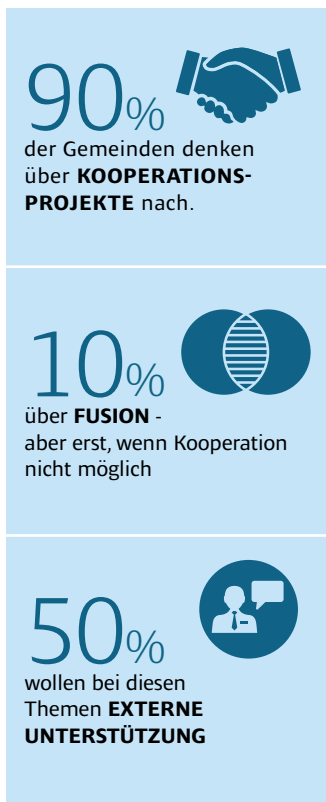 90%
der Gemeinden denken
über KOOPERATIONS-
PROJEKTE nach.
10%
über FUSION -
aber erst, wenn Kooperation
nicht möglich
50%
wollen bei diesen
Themen EXTERNE
UNTERSTÜTZUNG